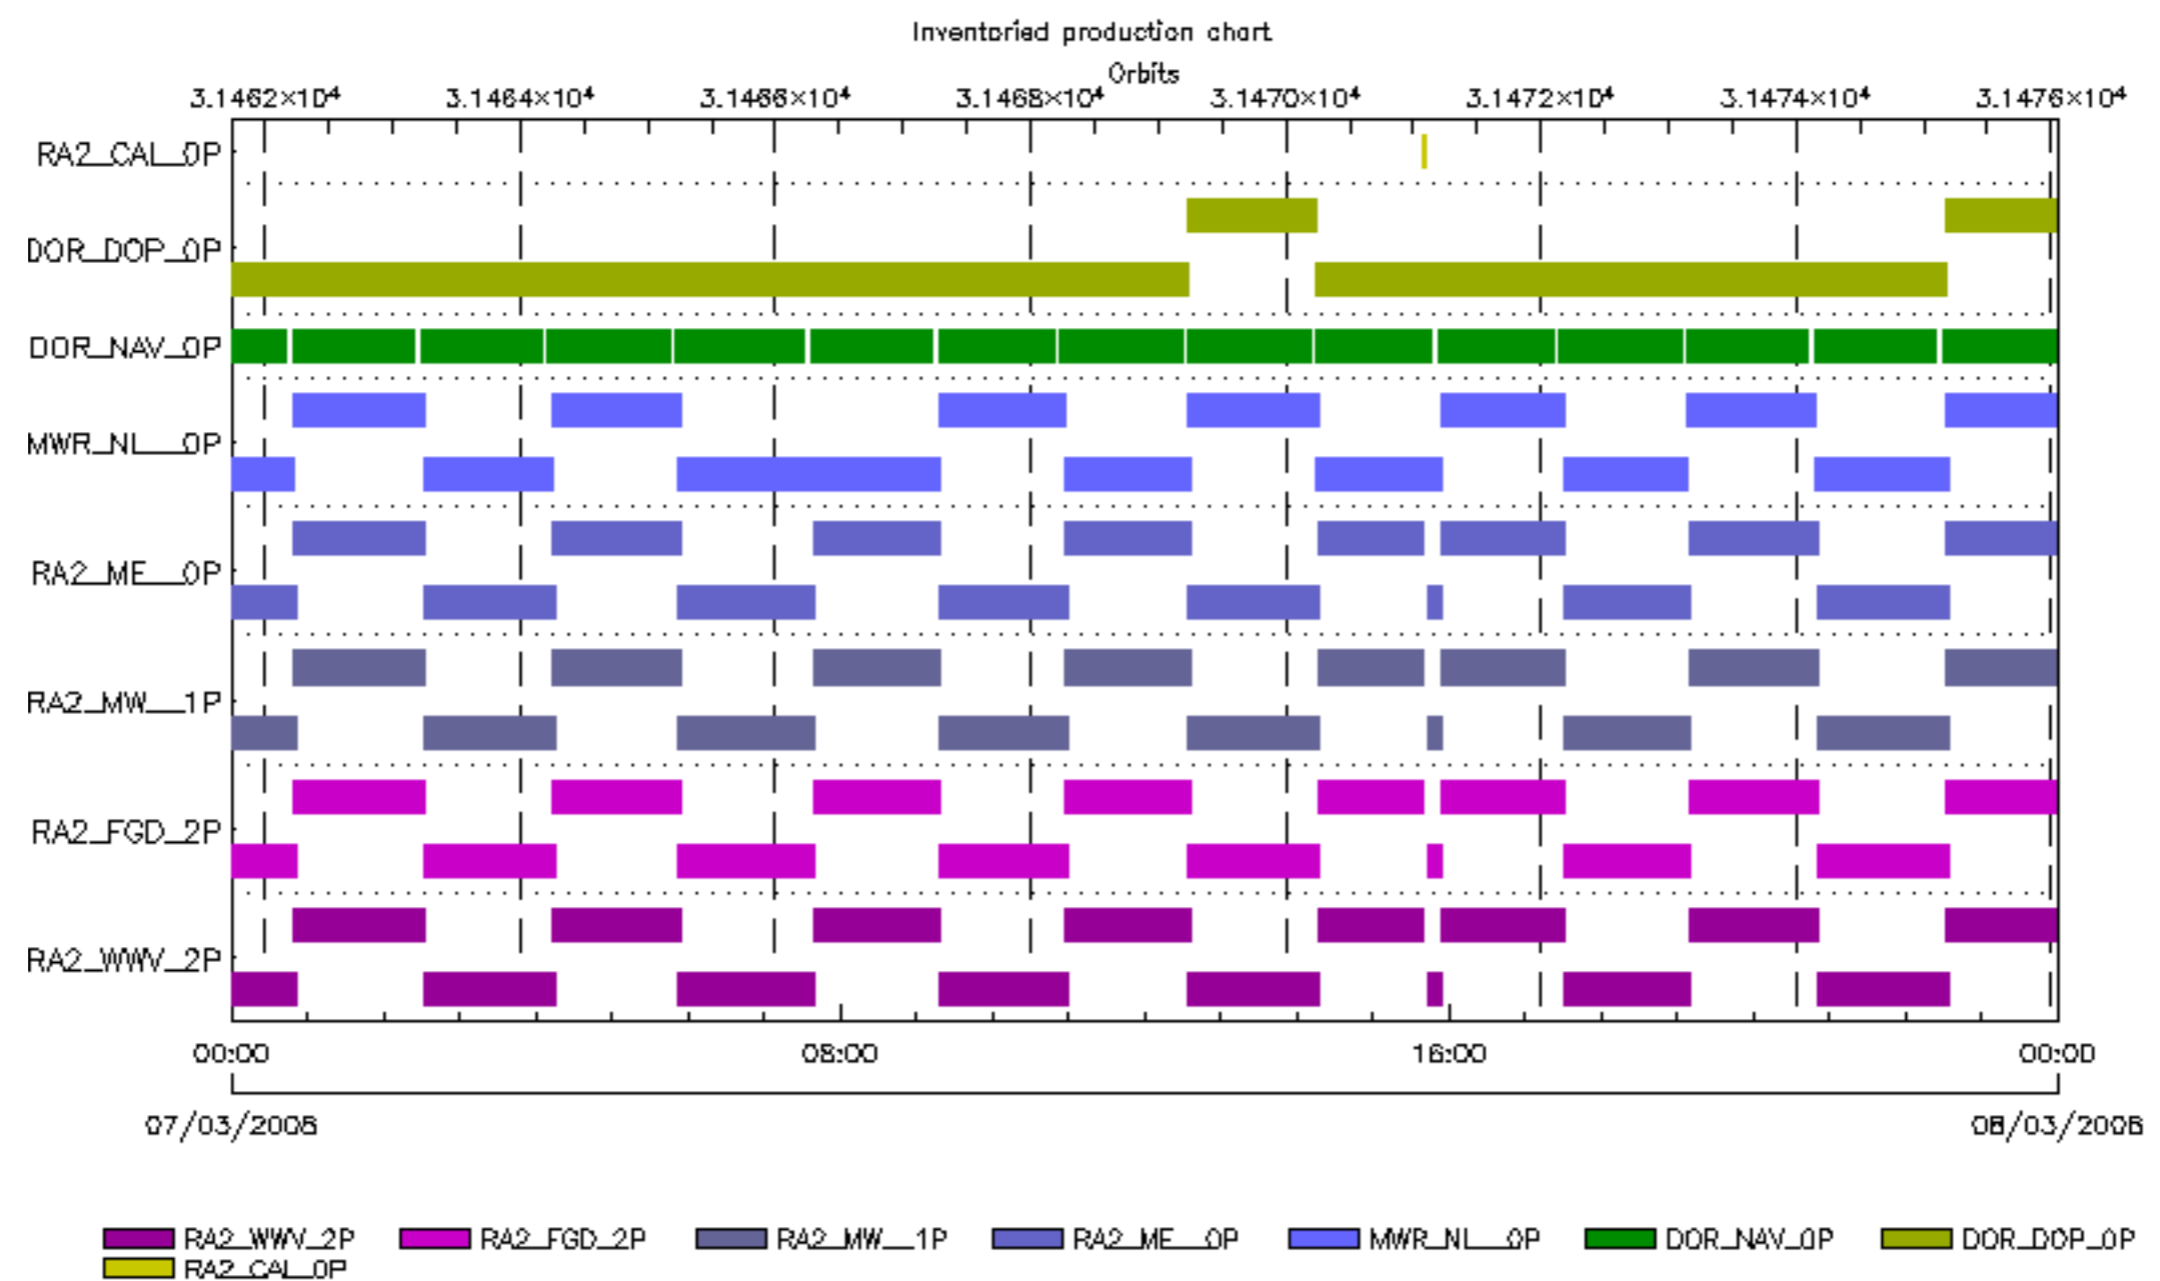 Inventoried production chart
Orbits
3.1462×10⁴ 3.1464×10⁴ 3.1466×10⁴ 3.1468×10⁴ 3.1470×10⁴ 3.1472×10⁴ 3.1474×10⁴ 3.1476×10⁴
RA2_CAL_0P
DOR_DOP_0P
DOR_NAV_0P
MWR_NL__0P
RA2_ME__0P
RA2_MW__1P
RA2_FGD_2P
RA2_WWV_2P
00:00 08:00 16:00 00:00
07/03/2008 08/03/2008
RA2_WWV_2P RA2_FGD_2P RA2_MW__1P RA2_ME__0P MWR_NL__0P DOR_NAV_0P DOR_DOP_0P
RA2_CAL_0P